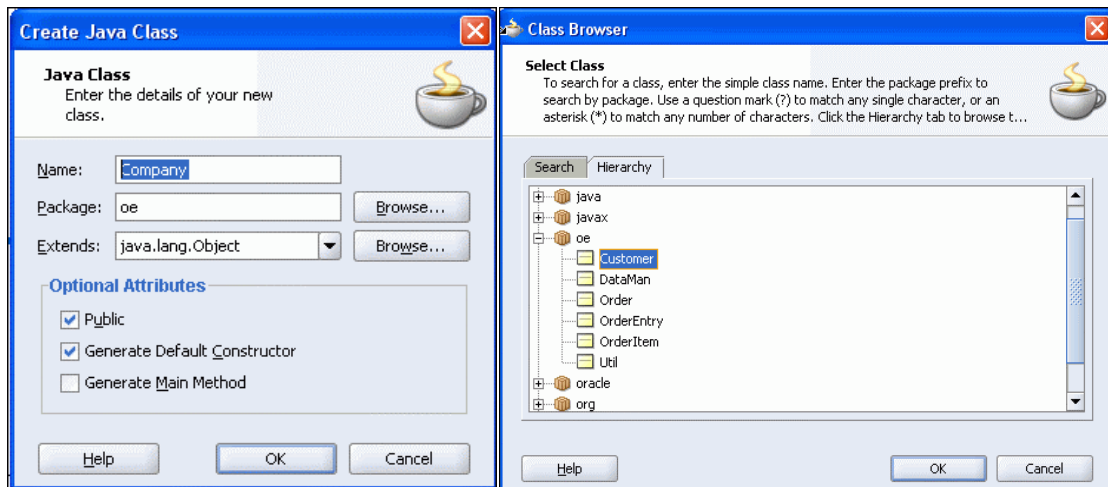 Create Java Class
Java Class
Enter the details of your new
class.
Name:
Company
Package:
oe
Browse...
Extends:
java.lang.Object
Browse...
Optional Attributes
Public
Generate Default Constructor
Generate Main Method
Help
OK
Cancel
Class Browser
Select Class
To search for a class, enter the simple class name. Enter the package prefix to
search by package. Use a question mark (?) to match any single character, or an
asterisk (*) to match any number of characters. Click the Hierarchy tab to browse t...
Search
Hierarchy
java
javax
oe
Customer
DataMan
Order
OrderEntry
OrderItem
Util
oracle
org
Help
OK
Cancel